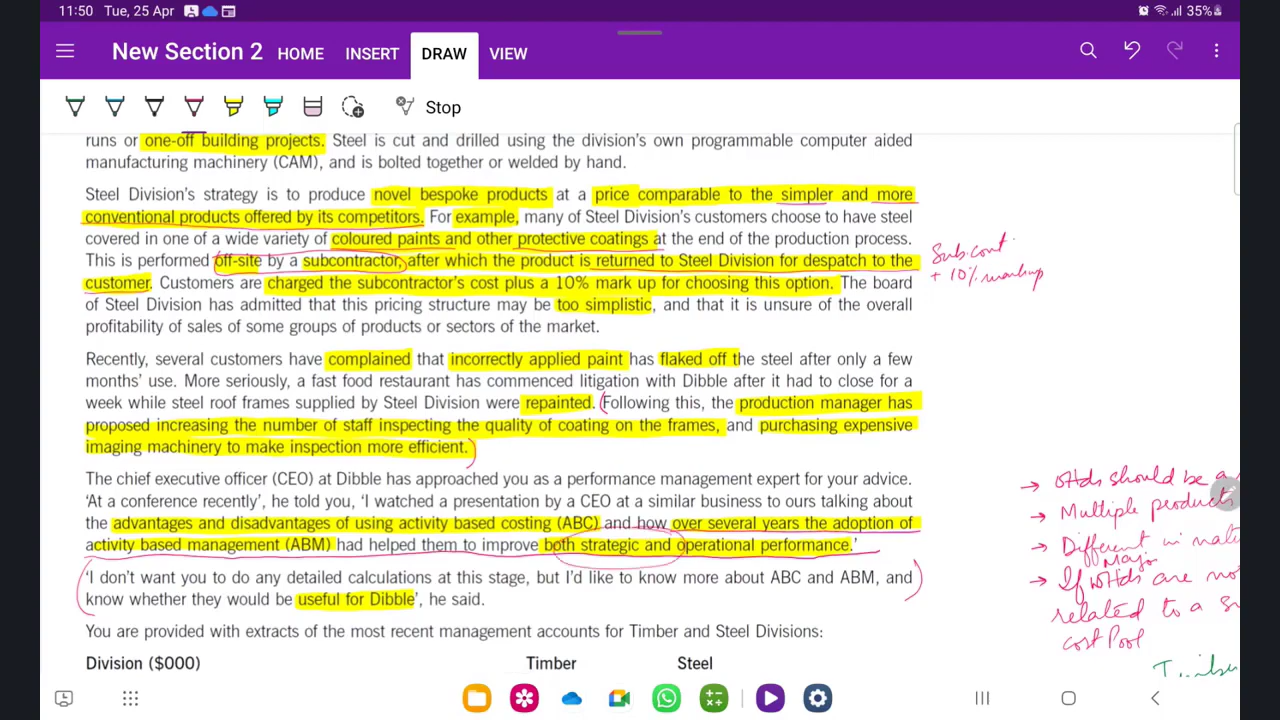 11:50 Tue, 25 Apr 35%
New Section 2 HOME INSERT DRAW VIEW
Stop
runs or one-off building projects. Steel is cut and drilled using the division's own programmable computer aided
manufacturing machinery (CAM), and is bolted together or welded by hand.
Steel Division's strategy is to produce novel bespoke products at a price comparable to the simpler and more
conventional products offered by its competitors. For example, many of Steel Division's customers choose to have steel
covered in one of a wide variety of coloured paints and other protective coatings at the end of the production process.
This is performed off-site by a subcontractor, after which the product is returned to Steel Division for despatch to the
customer. Customers are charged the subcontractor's cost plus a 10% mark up for choosing this option. The board
of Steel Division has admitted that this pricing structure may be too simplistic, and that it is unsure of the overall
profitability of sales of some groups of products or sectors of the market.
Subcont
+ 10% markup
Recently, several customers have complained that incorrectly applied paint has flaked off the steel after only a few
months' use. More seriously, a fast food restaurant has commenced litigation with Dibble after it had to close for a
week while steel roof frames supplied by Steel Division were repainted. (Following this, the production manager has
proposed increasing the number of staff inspecting the quality of coating on the frames, and purchasing expensive
imaging machinery to make inspection more efficient.)
The chief executive officer (CEO) at Dibble has approached you as a performance management expert for your advice.
'At a conference recently', he told you, 'I watched a presentation by a CEO at a similar business to ours talking about
the advantages and disadvantages of using activity based costing (ABC) and how over several years the adoption of
activity based management (ABM) had helped them to improve both strategic and operational performance.'
('I don't want you to do any detailed calculations at this stage, but I'd like to know more about ABC and ABM, and
know whether they would be useful for Dibble', he said.)
You are provided with extracts of the most recent management accounts for Timber and Steel Divisions:
Division ($000) Timber Steel
→ OHds should be
→ Multiple products
→ Different in
Major
→ If OHds are no
related to a
cost Pool